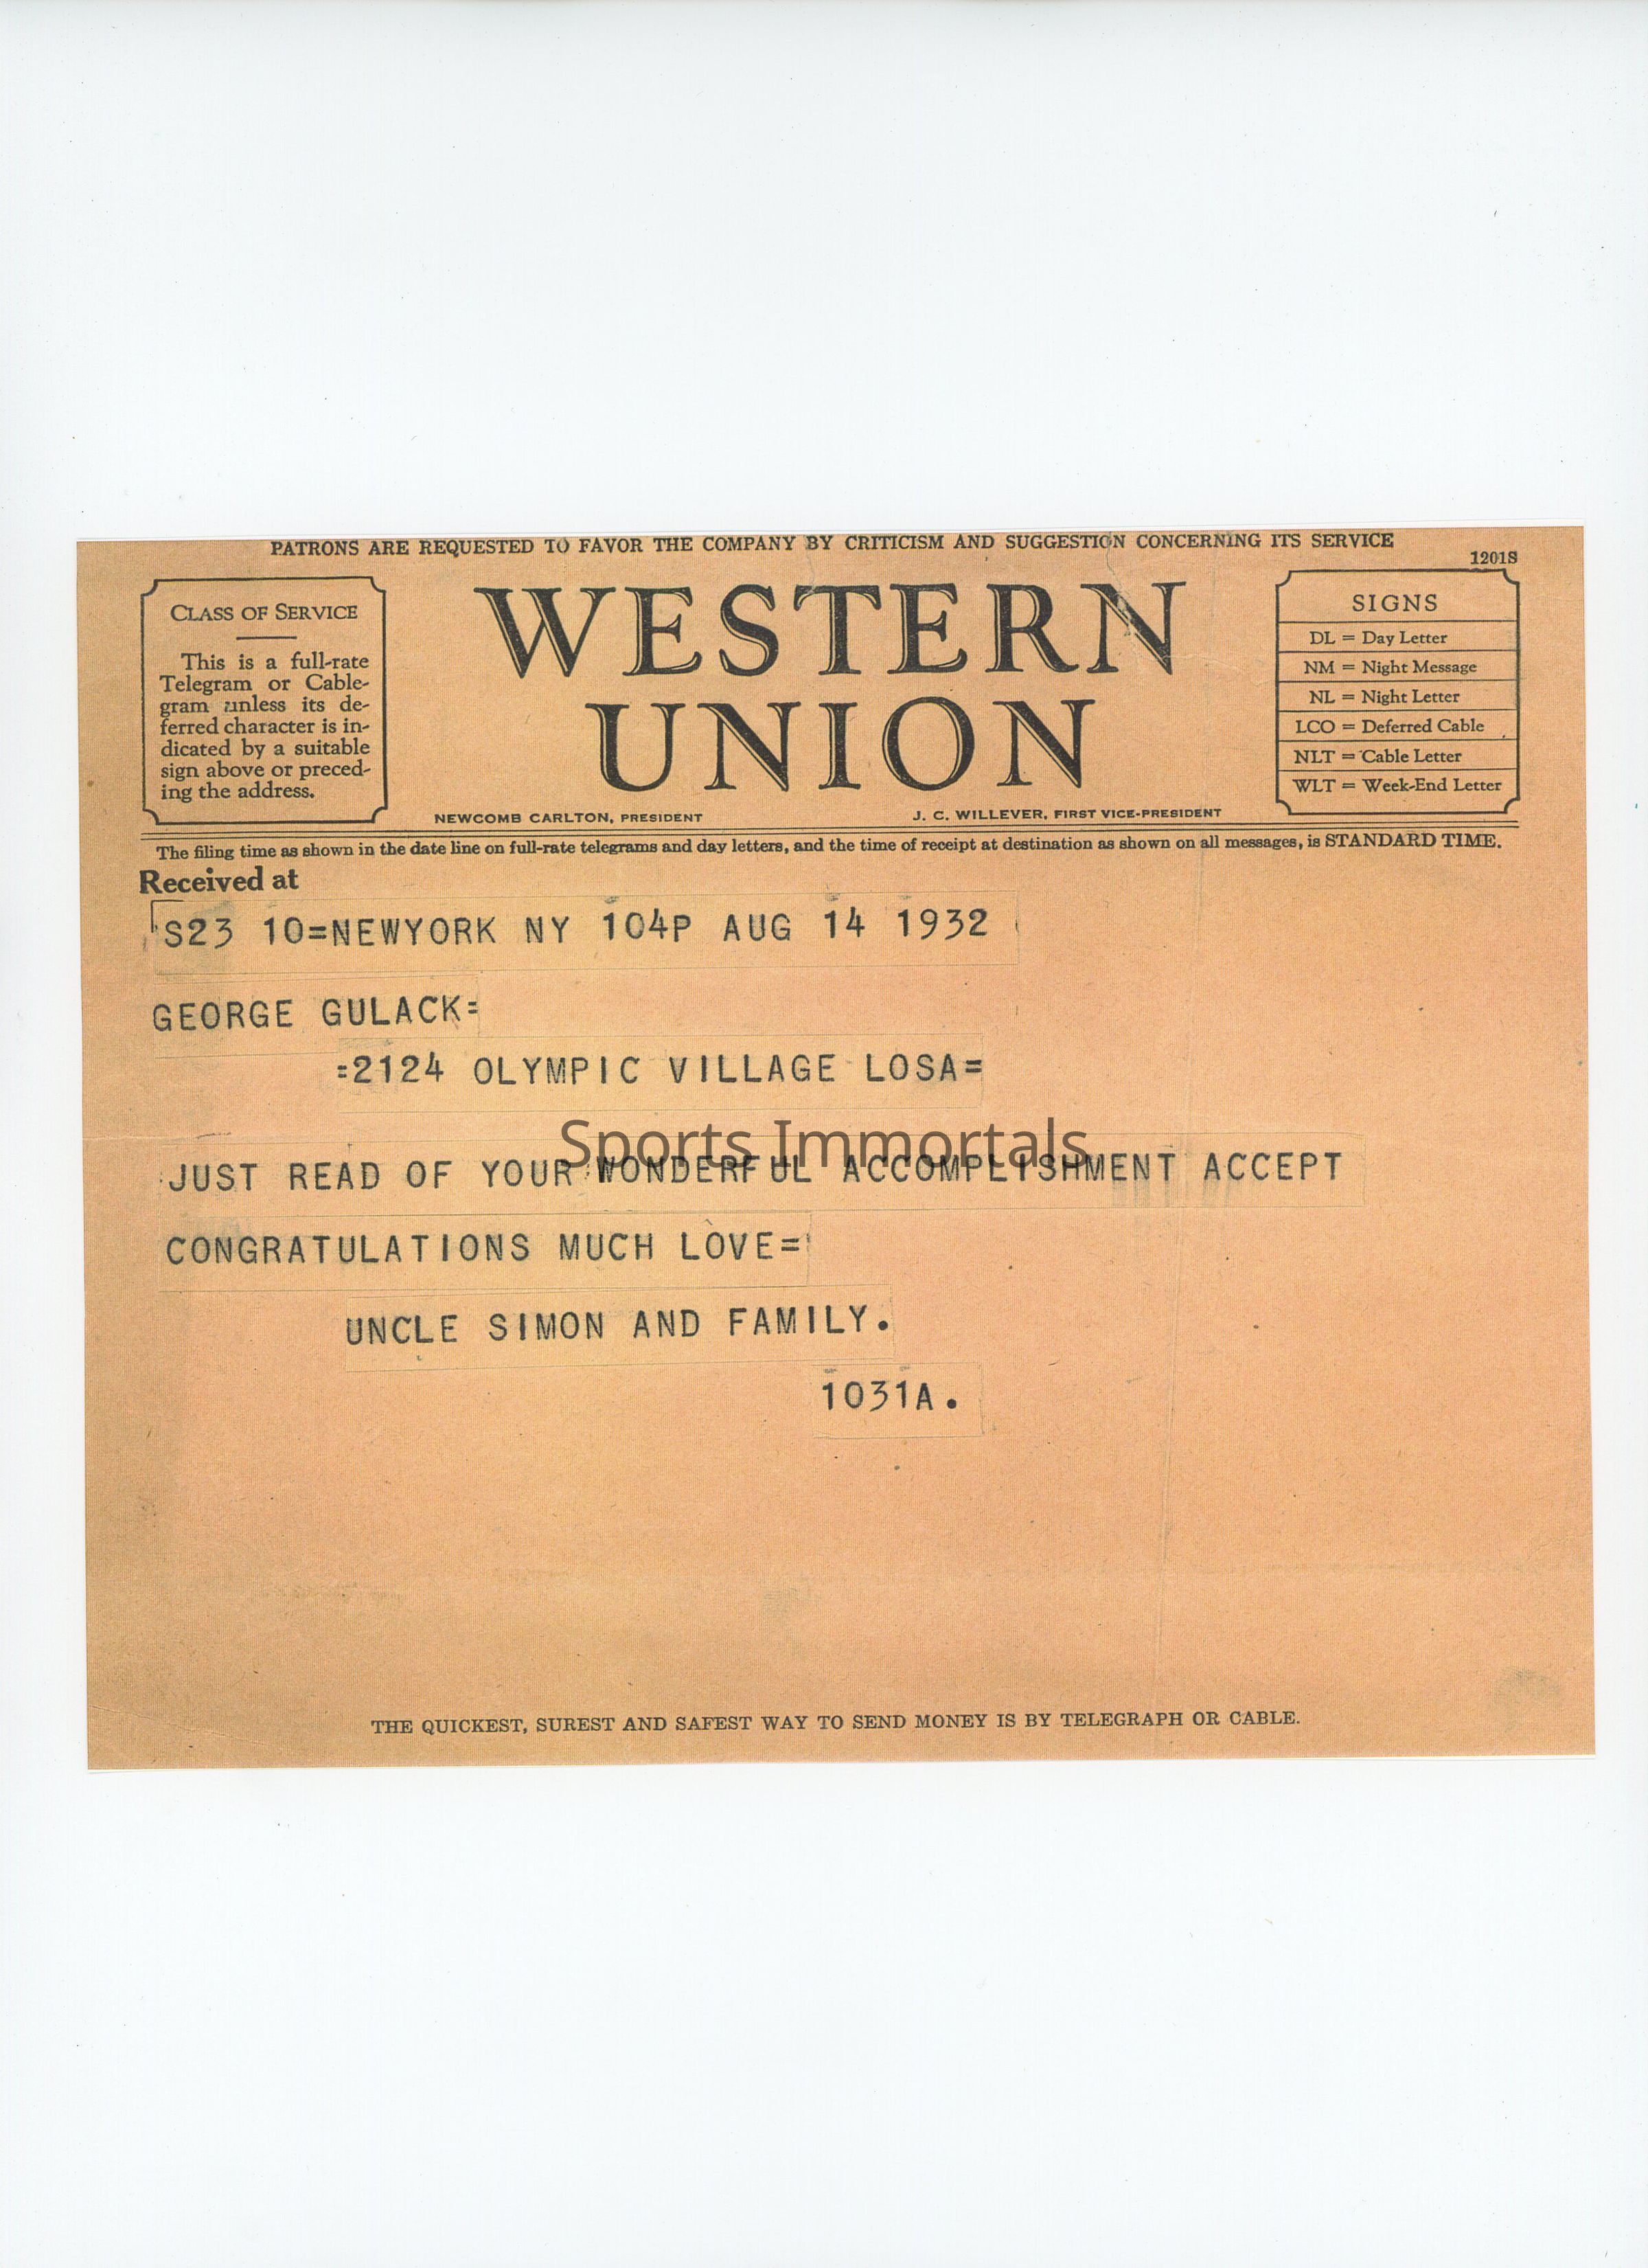 PATRONS ARE REQUESTED TO FAVOR THE COMPANY BY CRITICISM AND SUGGESTION CONCERNING ITS SERVICE
1201S
CLASS OF SERVICE
This is a full-rate
Telegram or Cable-
gram unless its de-
ferred character is in-
dicated by a suitable
sign above or preced-
ing the address.
WESTERN
UNION
NEWCOMB CARLTON, PRESIDENT
J. C. WILLEVER, FIRST VICE-PRESIDENT
SIGNS
DL = Day Letter
NM = Night Message
NL = Night Letter
LCO = Deferred Cable
NLT = Cable Letter
WLT = Week-End Letter
The filing time as shown in the date line on full-rate telegrams and day letters, and the time of receipt at destination as shown on all messages, is STANDARD TIME.
Received at
S23 10=NEWYORK NY 104P AUG 14 1932
GEORGE GULACK=
=2124 OLYMPIC VILLAGE LOSA=
Sports Immortals
JUST READ OF YOUR WONDERFUL ACCOMPLISHMENT ACCEPT
CONGRATULATIONS MUCH LOVE=
UNCLE SIMON AND FAMILY.
1031A.
THE QUICKEST, SUREST AND SAFEST WAY TO SEND MONEY IS BY TELEGRAPH OR CABLE.